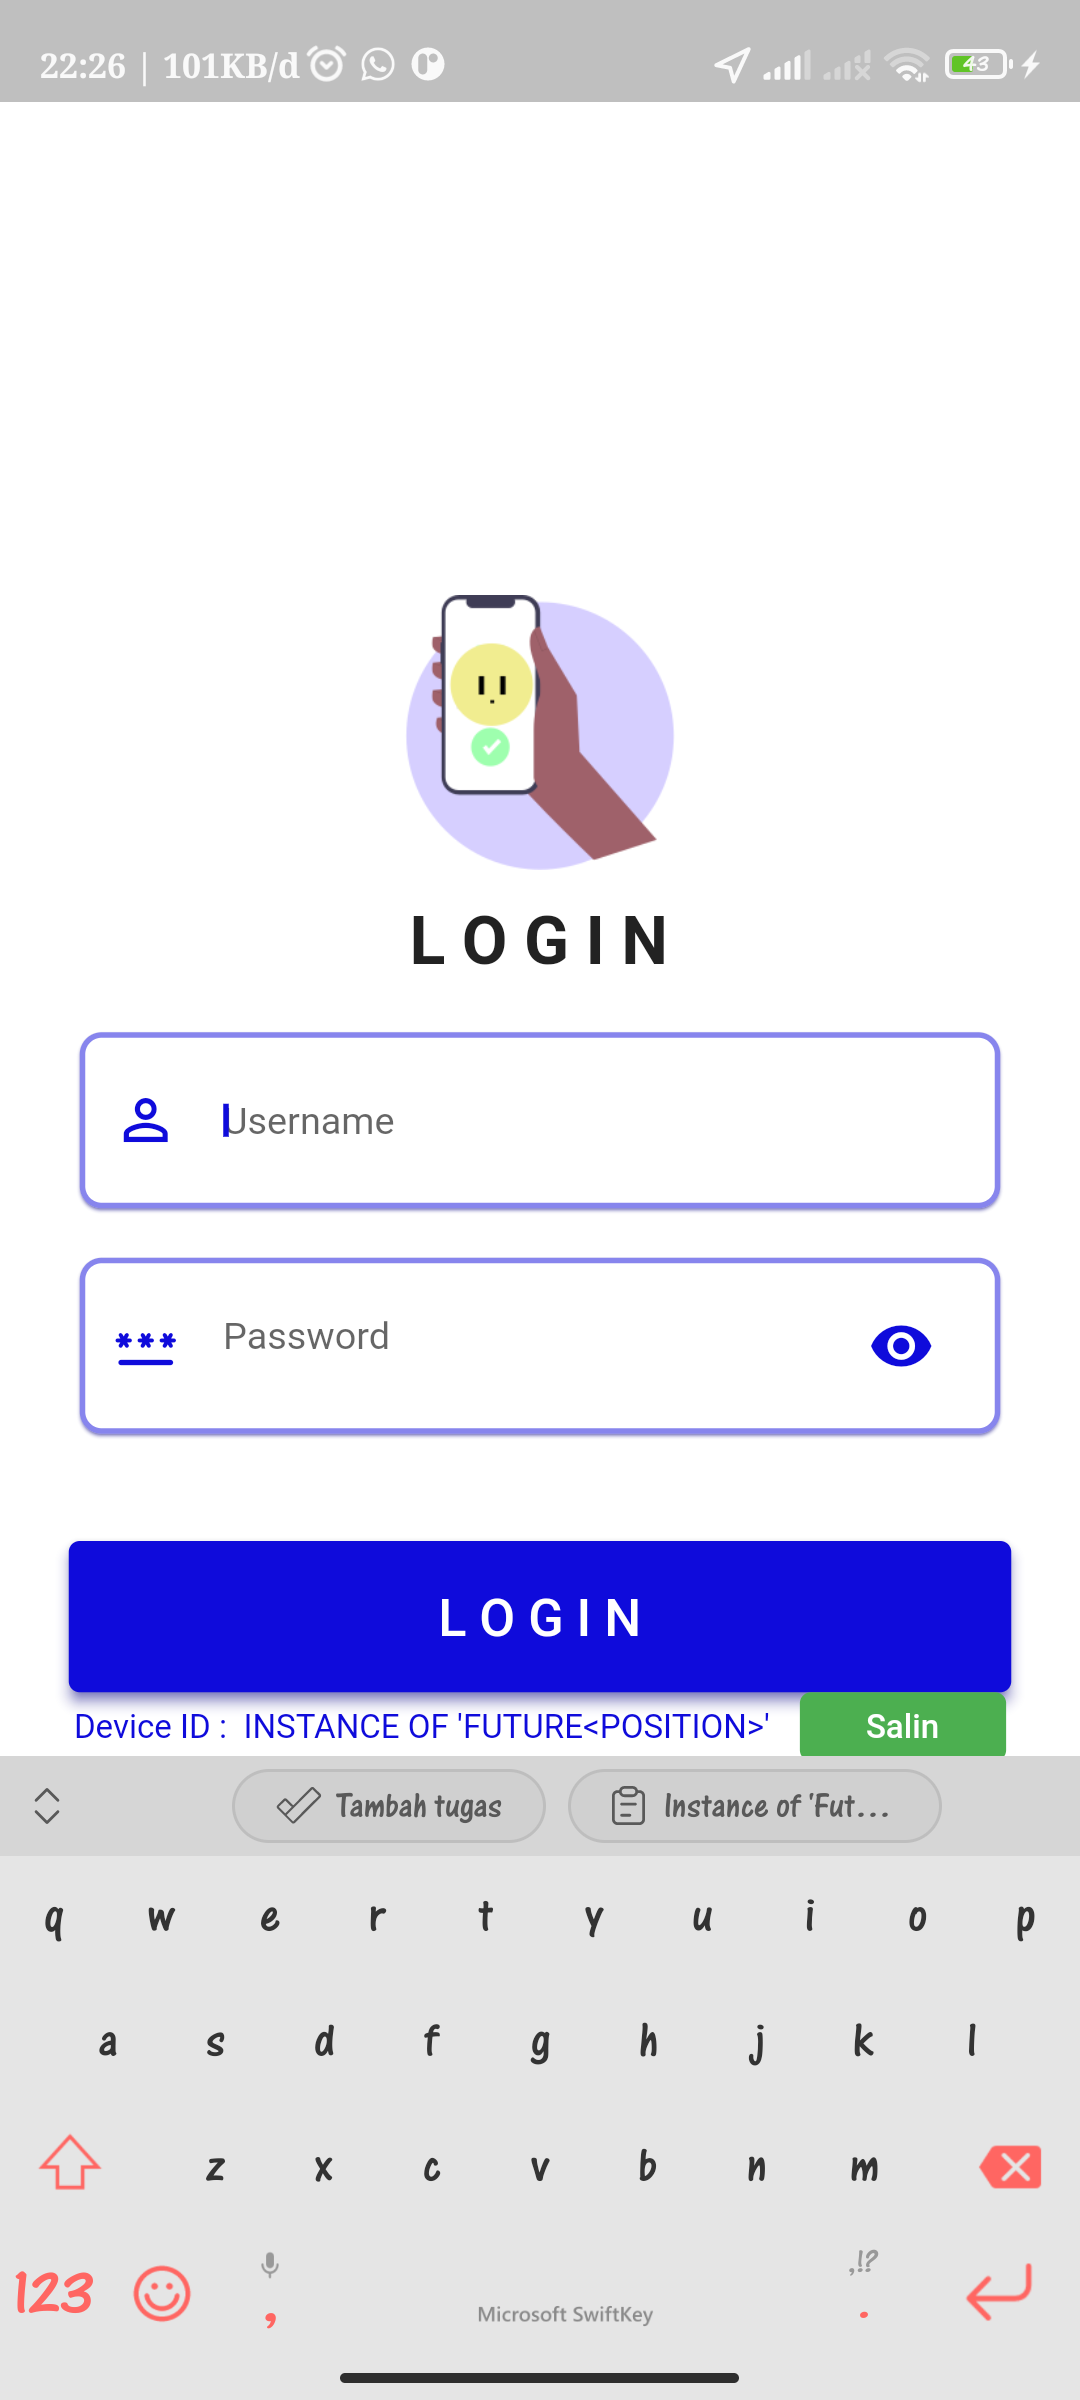 22:26 | 101KB/d
43
LOGIN
Username
Password
LOGIN
Device ID : INSTANCE OF 'FUTURE<POSITION>'
Salin
Tambah tugas
Instance of 'Fut...
q w e r t y u i o p
a s d f g h j k l
z x c v b n m
,!?
123 , Microsoft SwiftKey .